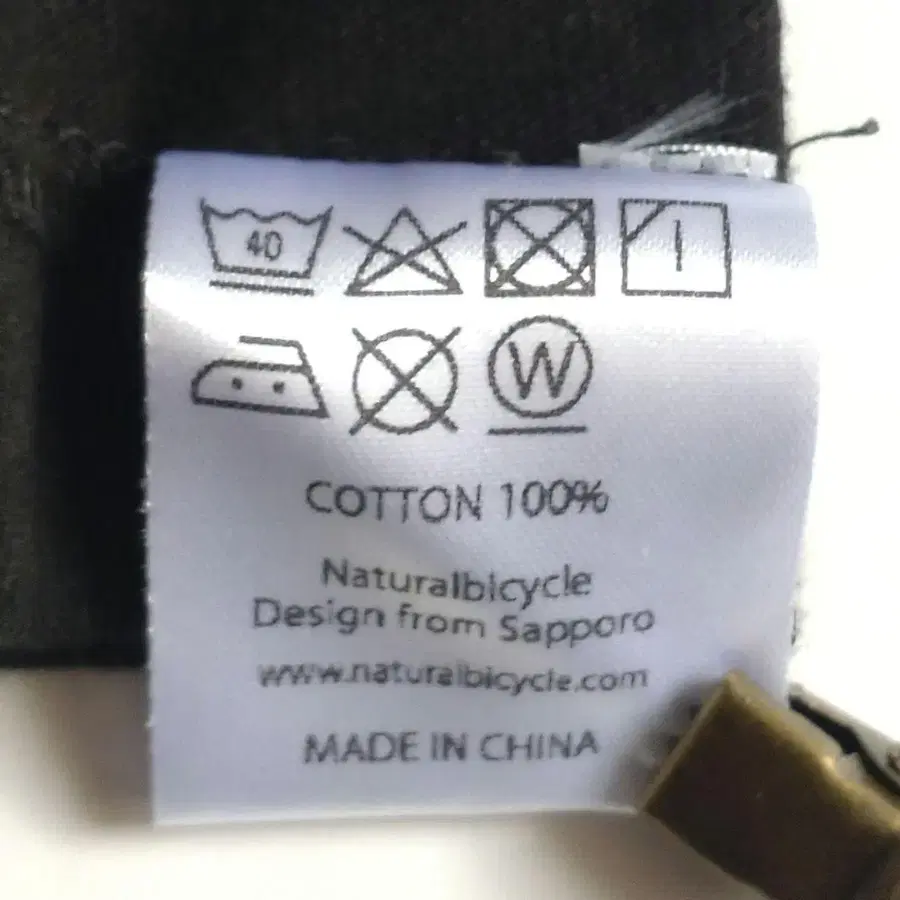 40
W
COTTON 100%
Naturalbicycle
Design from Sapporo
www.naturalbicycle.com
MADE IN CHINA